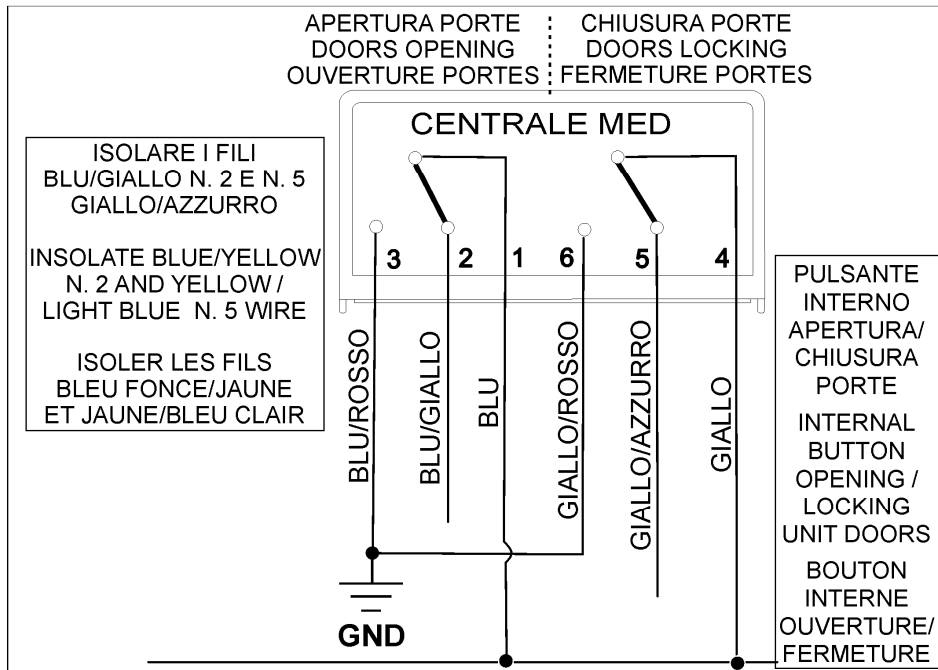 APERTURA PORTE
DOORS OPENING
OUVERTURE PORTES
CHIUSURA PORTE
DOORS LOCKING
FERMETURE PORTES
CENTRALE MED
ISOLARE I FILI
BLU/GIALLO N. 2 E N. 5
GIALLO/AZZURRO
INSOLATE BLUE/YELLOW
N. 2 AND YELLOW /
LIGHT BLUE N. 5 WIRE
ISOLER LES FILS
BLEU FONCE/JAUNE
ET JAUNE/BLEU CLAIR
3 2 1 6 5 4
BLU/ROSSO
BLU/GIALLO
BLU
GIALLO/ROSSO
GIALLO/AZZURRO
GIALLO
GND
PULSANTE
INTERNO
APERTURA/
CHIUSURA
PORTE
INTERNAL
BUTTON
OPENING /
LOCKING
UNIT DOORS
BOUTON
INTERNE
OUVERTURE/
FERMETURE